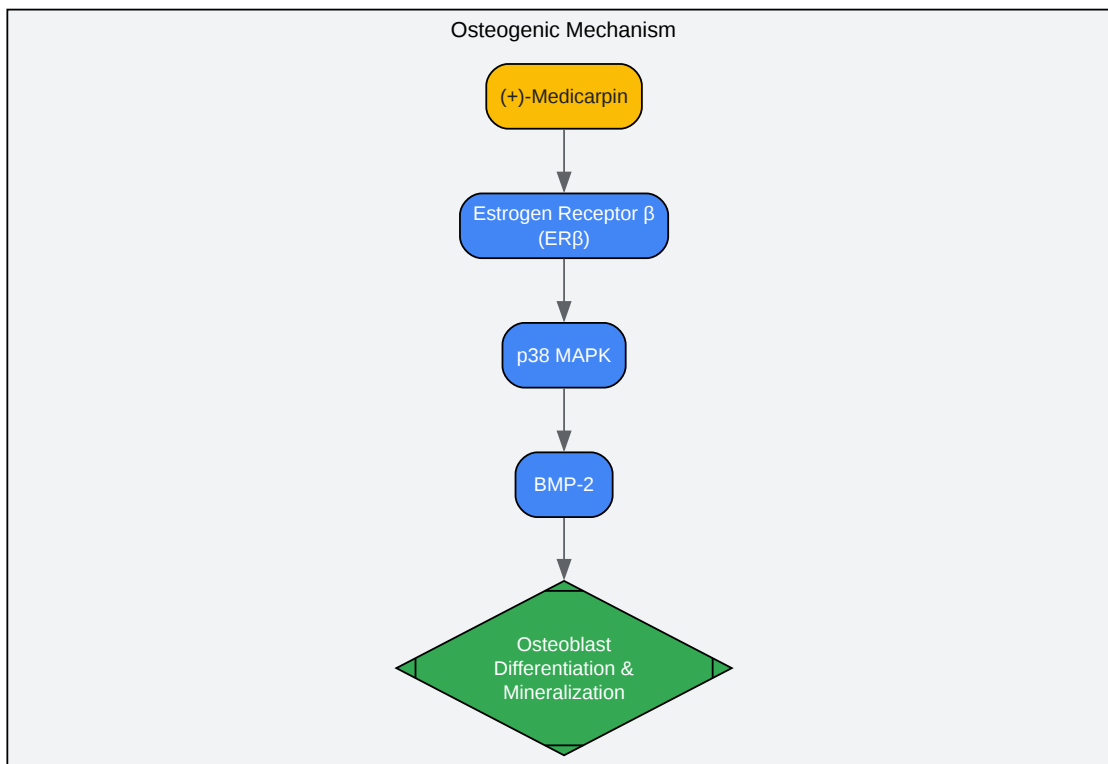 Osteogenic Mechanism
(+)-Medicarpin
Estrogen Receptor β
(ERβ)
p38 MAPK
BMP-2
Osteoblast
Differentiation &
Mineralization